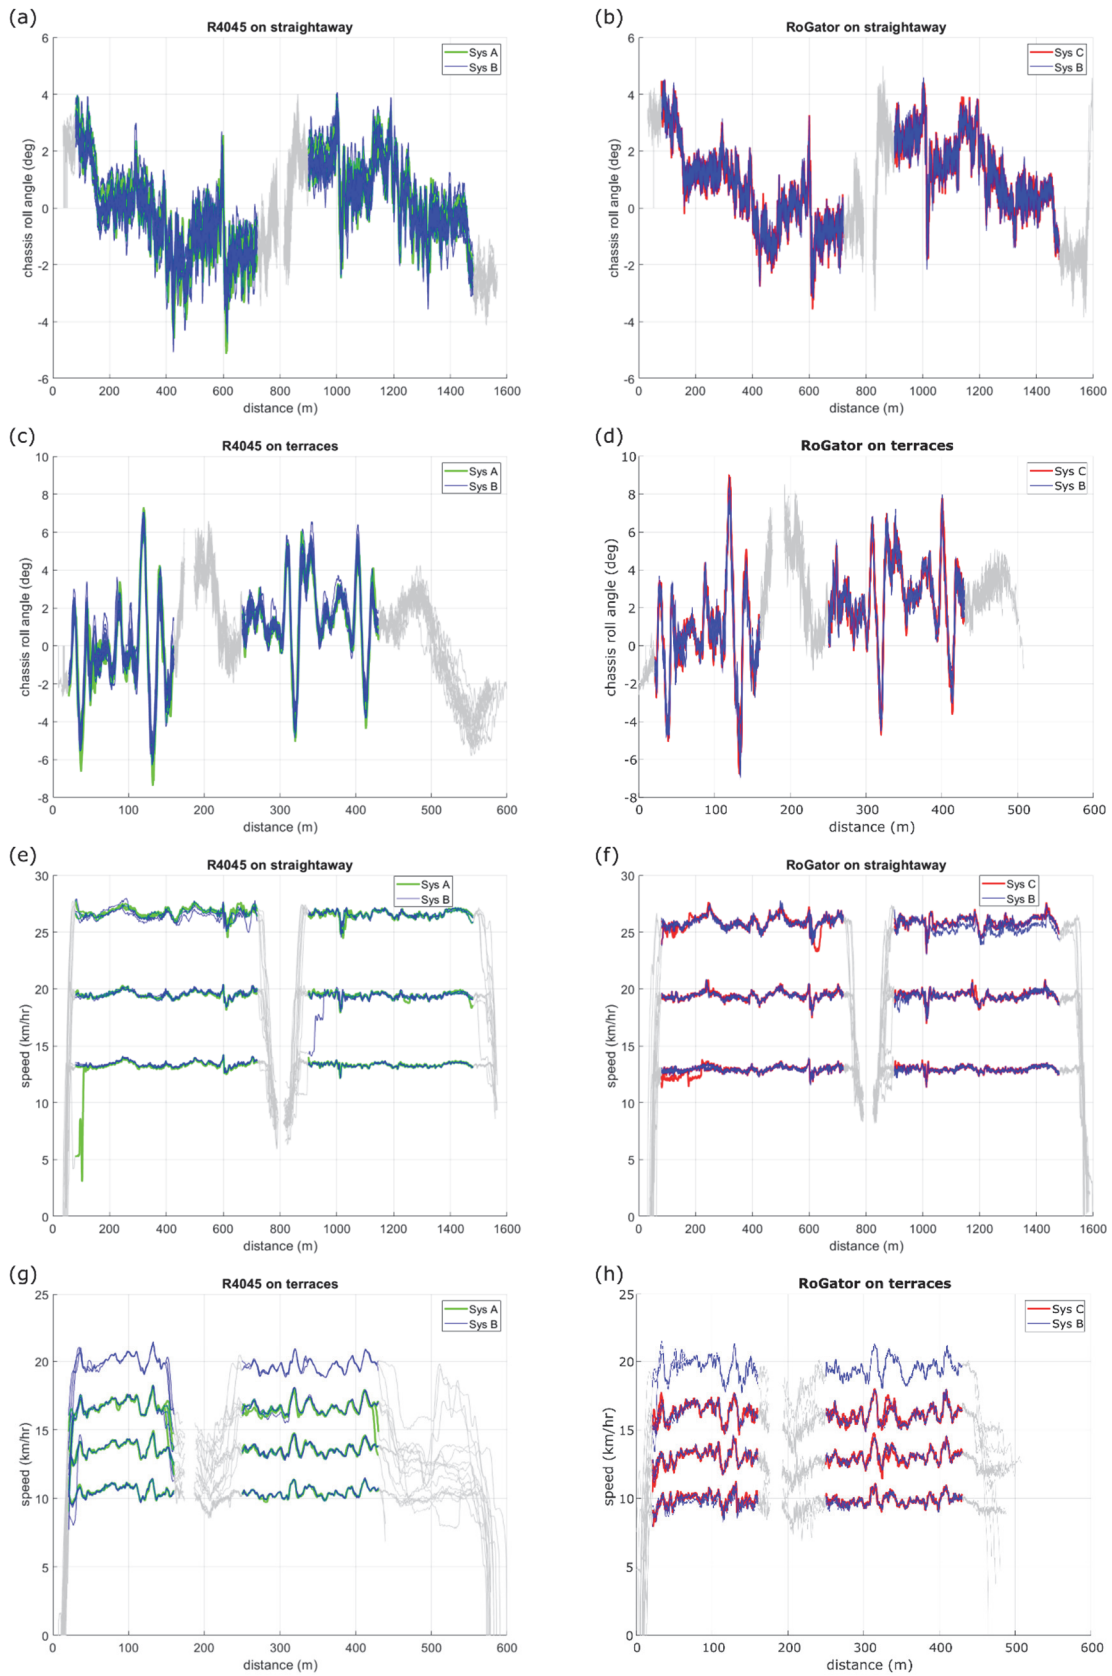 (a)
R4045 on straightaway
Sys A
Sys B
chassis roll angle (deg)
6
4
2
0
-2
-4
-6
0 200 400 600 800 1000 1200 1400 1600
distance (m)
(b)
RoGator on straightaway
Sys C
Sys B
chassis roll angle (deg)
6
4
2
0
-2
-4
-6
0 200 400 600 800 1000 1200 1400 1600
distance (m)
(c)
R4045 on terraces
Sys A
Sys B
chassis roll angle (deg)
10
8
6
4
2
0
-2
-4
-6
-8
0 100 200 300 400 500 600
distance (m)
(d)
RoGator on terraces
Sys C
Sys B
chassis roll angle (deg)
10
8
6
4
2
0
-2
-4
-6
-8
0 100 200 300 400 500 600
distance (m)
(e)
R4045 on straightaway
Sys A
Sys B
speed (km/hr)
30
25
20
15
10
5
0
0 200 400 600 800 1000 1200 1400 1600
distance (m)
(f)
RoGator on straightaway
Sys C
Sys B
speed (km/hr)
30
25
20
15
10
5
0
0 200 400 600 800 1000 1200 1400 1600
distance (m)
(g)
R4045 on terraces
Sys A
Sys B
speed (km/hr)
25
20
15
10
5
0
0 100 200 300 400 500 600
distance (m)
(h)
RoGator on terraces
Sys C
Sys B
speed (km/hr)
25
20
15
10
5
0
0 100 200 300 400 500 600
distance (m)